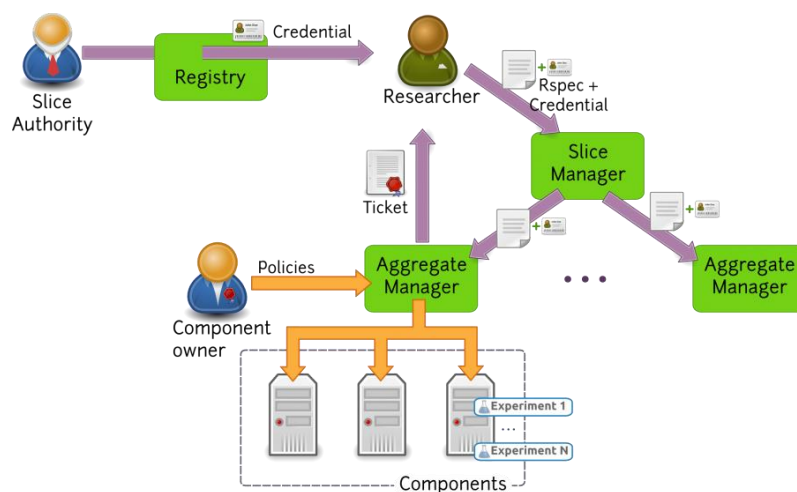 Credential
Registry
Slice
Authority
Researcher
Rspec +
Credential
Slice
Manager
Ticket
Policies
Aggregate
Manager
...
Aggregate
Manager
Component
owner
Experiment 1
...
Experiment N
Components